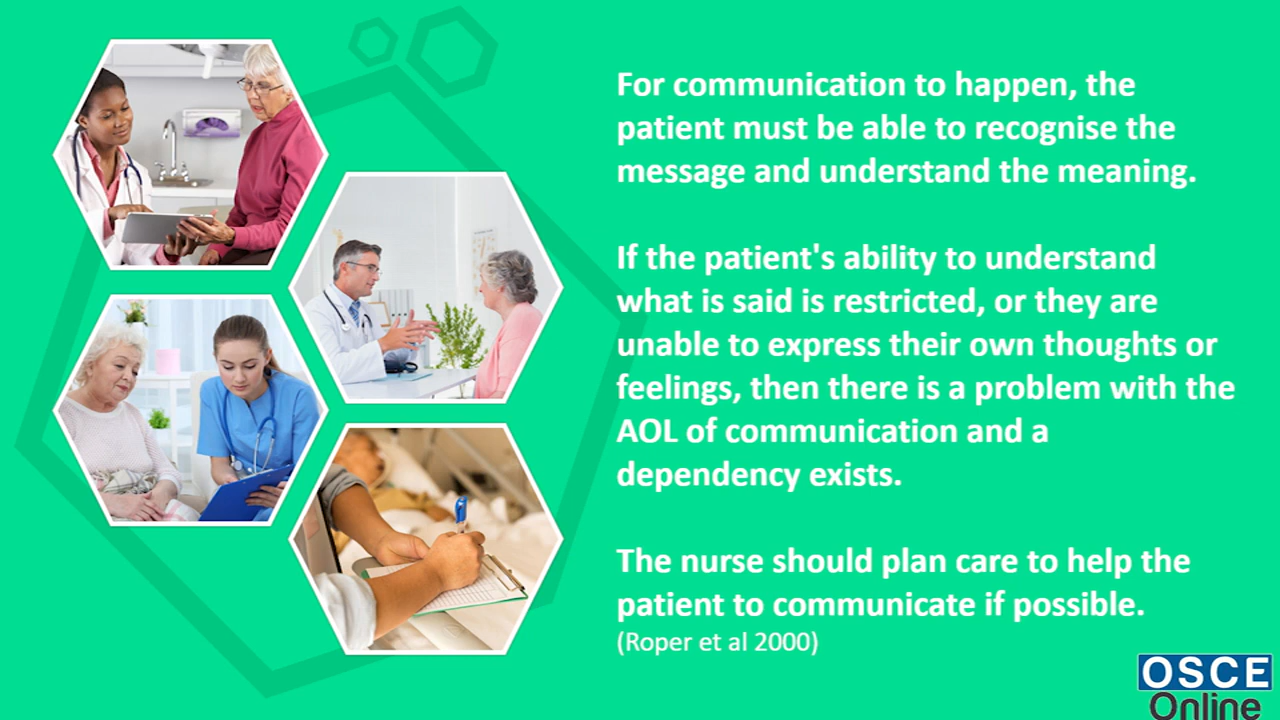 For communication to happen, the
patient must be able to recognise the
message and understand the meaning.
If the patient's ability to understand
what is said is restricted, or they are
unable to express their own thoughts or
feelings, then there is a problem with the
AOL of communication and a
dependency exists.
The nurse should plan care to help the
patient to communicate if possible.
(Roper et al 2000)
OSCE
Online